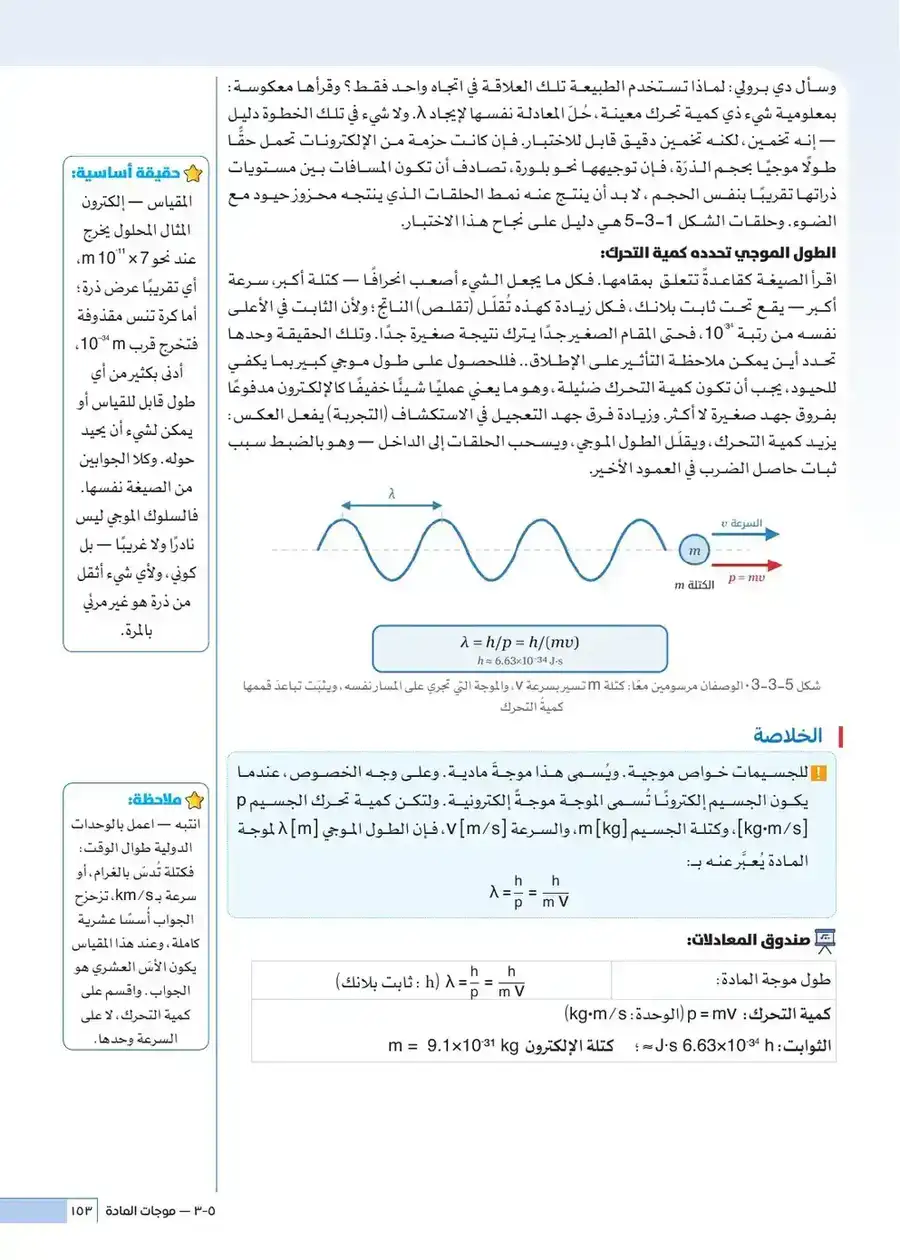 وسأل دي برولي: لماذا تستخدم الطبيعة تلك العلاقة في اتجاه واحد فقط؟ وقرأها معكوسة:
بمعلومية شيء ذي كمية تحرك معينة، حُلّ المعادلة نفسها لإيجاد λ. ولا شيء في تلك الخطوة دليل
— إنه تخمين، لكنه تخمين دقيق قابل للاختبار. فإن كانت حزمة من الإلكترونات تحمل حقًّا
طولًا موجيًا بحجم الذرّة، فإن توجيهها نحو بلورة، تصادف أن تكون المسافات بين مستويات
ذراتها تقريبًا بنفس الحجم، لا بد أن ينتج عنه نمط الحلقات الذي ينتجه محزوز حيود مع
الضوء. وحلقات الشكل 1-3-5 هي دليل على نجاح هذا الاختبار.
الطول الموجي تحدده كمية التحرك:
اقرأ الصيغة كقاعدةً تتعلق بمقامها. فكل ما يجعل الشيء أصعب انحرافًا — كتلة أكبر، سرعة
أكبر — يقع تحت ثابت بلانك، فكل زيادة كهذه تُقلّل (تقلص) الناتج؛ ولأن الثابت في الأعلى
نفسه من رتبة 10⁻³⁴، فحتى المقام الصغير جدًا يترك نتيجة صغيرة جدًا. وتلك الحقيقة وحدها
تحدد أين يمكن ملاحظة التأثير على الإطلاق.. فللحصول على طول موجي كبير بما يكفي
للحيود، يجب أن تكون كمية التحرك ضئيلة، وهو ما يعني عمليًا شيئًا خفيفًا كالإلكترون مدفوعًا
بفروق جهد صغيرة لا أكثر. وزيادة فرق جهد التعجيل في الاستكشاف (التجربة) يفعل العكس:
يزيد كمية التحرك، ويقلّل الطول الموجي، ويسحب الحلقات إلى الداخل — وهو بالضبط سبب
ثبات حاصل الضرب في العمود الأخير.
λ
السرعة v
m
p = mv
الكتلة m
λ = h/p = h/(mv)
h ≈ 6.63×10⁻³⁴ J·s
شكل 5-3-3 • الوصفان مرسومين معًا: كتلة m تسير بسرعة v، والموجة التي تجري على المسار نفسه، ويثبّت تباعدَ قممها
كميةُ التحرك
الخلاصة
للجسيمات خواص موجية. ويُسمى هذا موجةً مادية. وعلى وجه الخصوص، عندما
يكون الجسيم إلكترونًا تُسمى الموجة موجةً إلكترونية. ولتكن كمية تحرك الجسيم p
[kg•m/s]، وكتلة الجسيم m [kg]، والسرعة V [m/s]، فإن الطول الموجي λ [m] لموجة
المادة يُعبَّر عنه بـ:
λ = h/p = h/(m V)
صندوق المعادلات:
طول موجة المادة: λ = h/p = h/(m V) (h : ثابت بلانك)
كمية التحرك: p = mV (الوحدة: kg•m/s)
الثوابت: h ≈ J·s 6.63×10⁻³⁴ ؛ كتلة الإلكترون m = 9.1×10⁻³¹ kg
حقيقة أساسية:
المقياس — إلكترون
المثال المحلول يخرج
عند نحو 7 × 10⁻¹¹ m،
أي تقريبًا عرض ذرة؛
أما كرة تنس مقذوفة
فتخرج قرب 10⁻³⁴ m،
أدنى بكثير من أي
طول قابل للقياس أو
يمكن لشيء أن يحيد
حوله. وكلا الجوابين
من الصيغة نفسها.
فالسلوك الموجي ليس
نادرًا ولا غريبًا — بل
كوني، ولأي شيء أثقل
من ذرة هو غير مرئي
بالمرة.
ملاحظة:
انتبه — اعمل بالوحدات
الدولية طوال الوقت:
فكتلة تُدسّ بالغرام، أو
سرعة بـ km/s، تزحزح
الجواب أُسسًا عشرية
كاملة، وعند هذا المقياس
يكون الأسّ العشري هو
الجواب. واقسم على
كمية التحرك، لا على
السرعة وحدها.
٥-٣ — موجات المادة
١٥٣